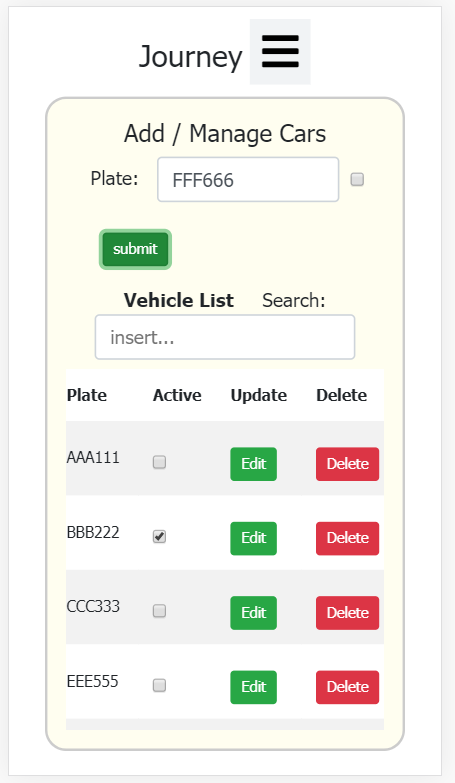 Journey
Add / Manage Cars
Plate: FFF666
submit
Vehicle List Search:
insert...
Plate Active Update Delete
AAA111 Edit Delete
BBB222 Edit Delete
CCC333 Edit Delete
EEE555 Edit Delete